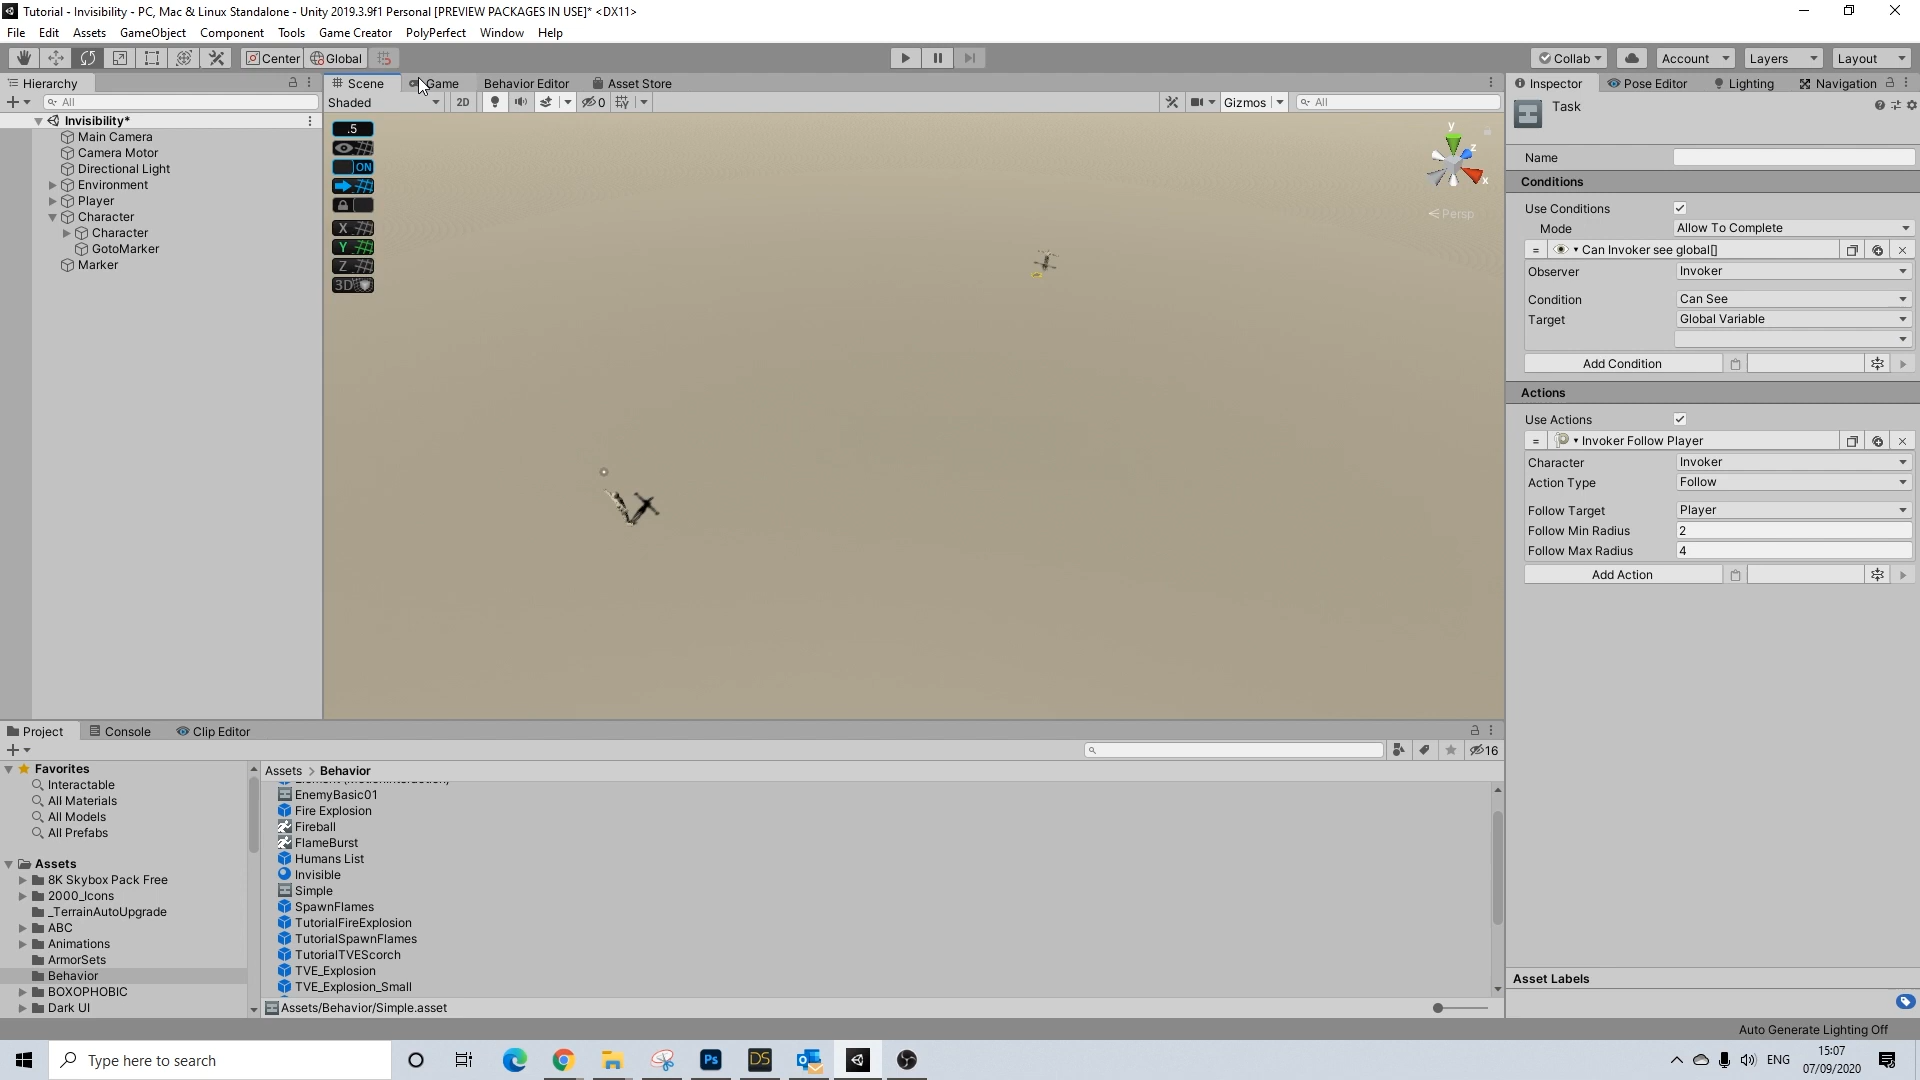 Tutorial - Invisibility - PC, Mac & Linux Standalone - Unity 2019.3.9f1 Personal [PREVIEW PACKAGES IN USE]* <DX11>
File Edit Assets GameObject Component Tools Game Creator PolyPerfect Window Help
Center Global Collab Account Layers Layout
Hierarchy
All
Invisibility*
Main Camera
Camera Motor
Directional Light
Environment
Player
Character
Character
GotoMarker
Marker
Scene Game Behavior Editor Asset Store
Shaded 2D 0 Gizmos All
.5
ON
X
Y
Z
3D
y
z
x
Persp
Inspector Pose Editor Lighting Navigation
Task
Name
Conditions
Use Conditions
Mode Allow To Complete
= Can Invoker see global[]
Observer Invoker
Condition Can See
Target Global Variable
Add Condition
Actions
Use Actions
= Invoker Follow Player
Character Invoker
Action Type Follow
Follow Target Player
Follow Min Radius 2
Follow Max Radius 4
Add Action
Asset Labels
Project Console Clip Editor
16
Favorites
Interactable
All Materials
All Models
All Prefabs
Assets
8K Skybox Pack Free
2000_Icons
_TerrainAutoUpgrade
ABC
Animations
ArmorSets
Behavior
BOXOPHOBIC
Dark UI
Assets > Behavior
EnemyBasic01
Fire Explosion
Fireball
FlameBurst
Humans List
Invisible
Simple
SpawnFlames
TutorialFireExplosion
TutorialSpawnFlames
TutorialTVEScorch
TVE_Explosion
TVE_Explosion_Small
Assets/Behavior/Simple.asset
Auto Generate Lighting Off
Type here to search
Ps
DS
ENG
15:07
07/09/2020